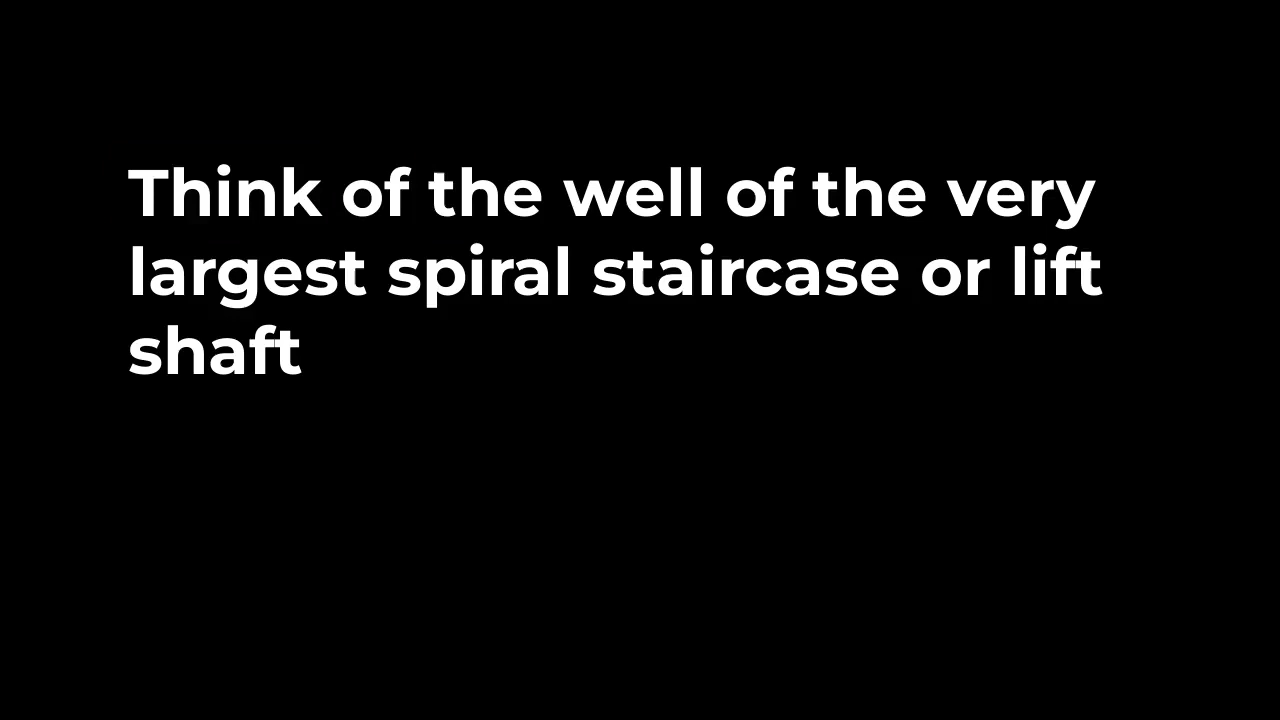 Think of the well of the very
largest spiral staircase or lift
shaft